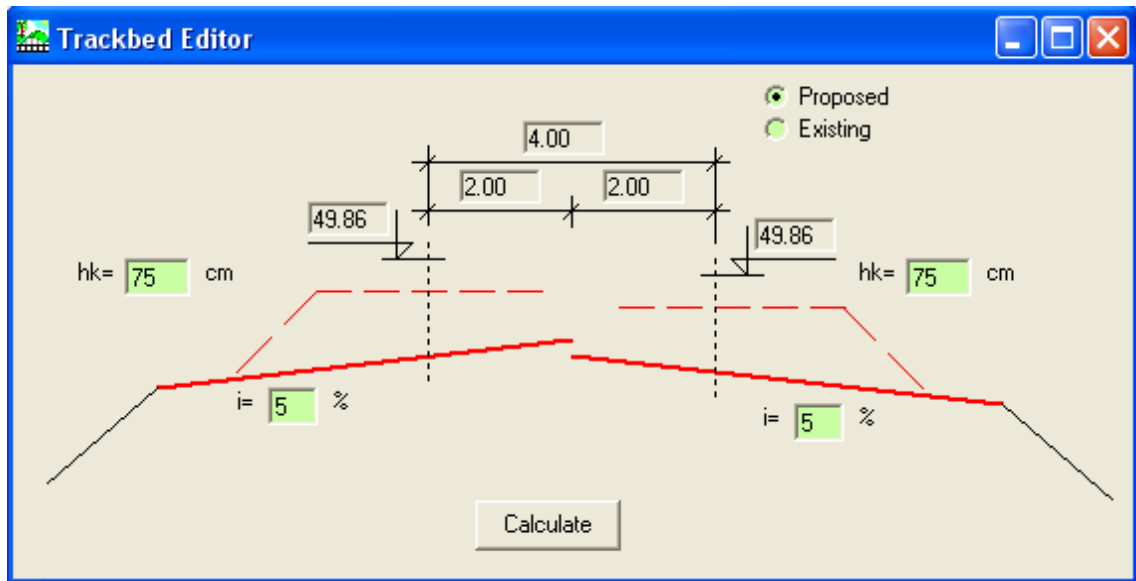 Trackbed Editor
Proposed
Existing
4.00
2.00 2.00
49.86 49.86
hk= 75 cm hk= 75 cm
i= 5 % i= 5 %
Calculate